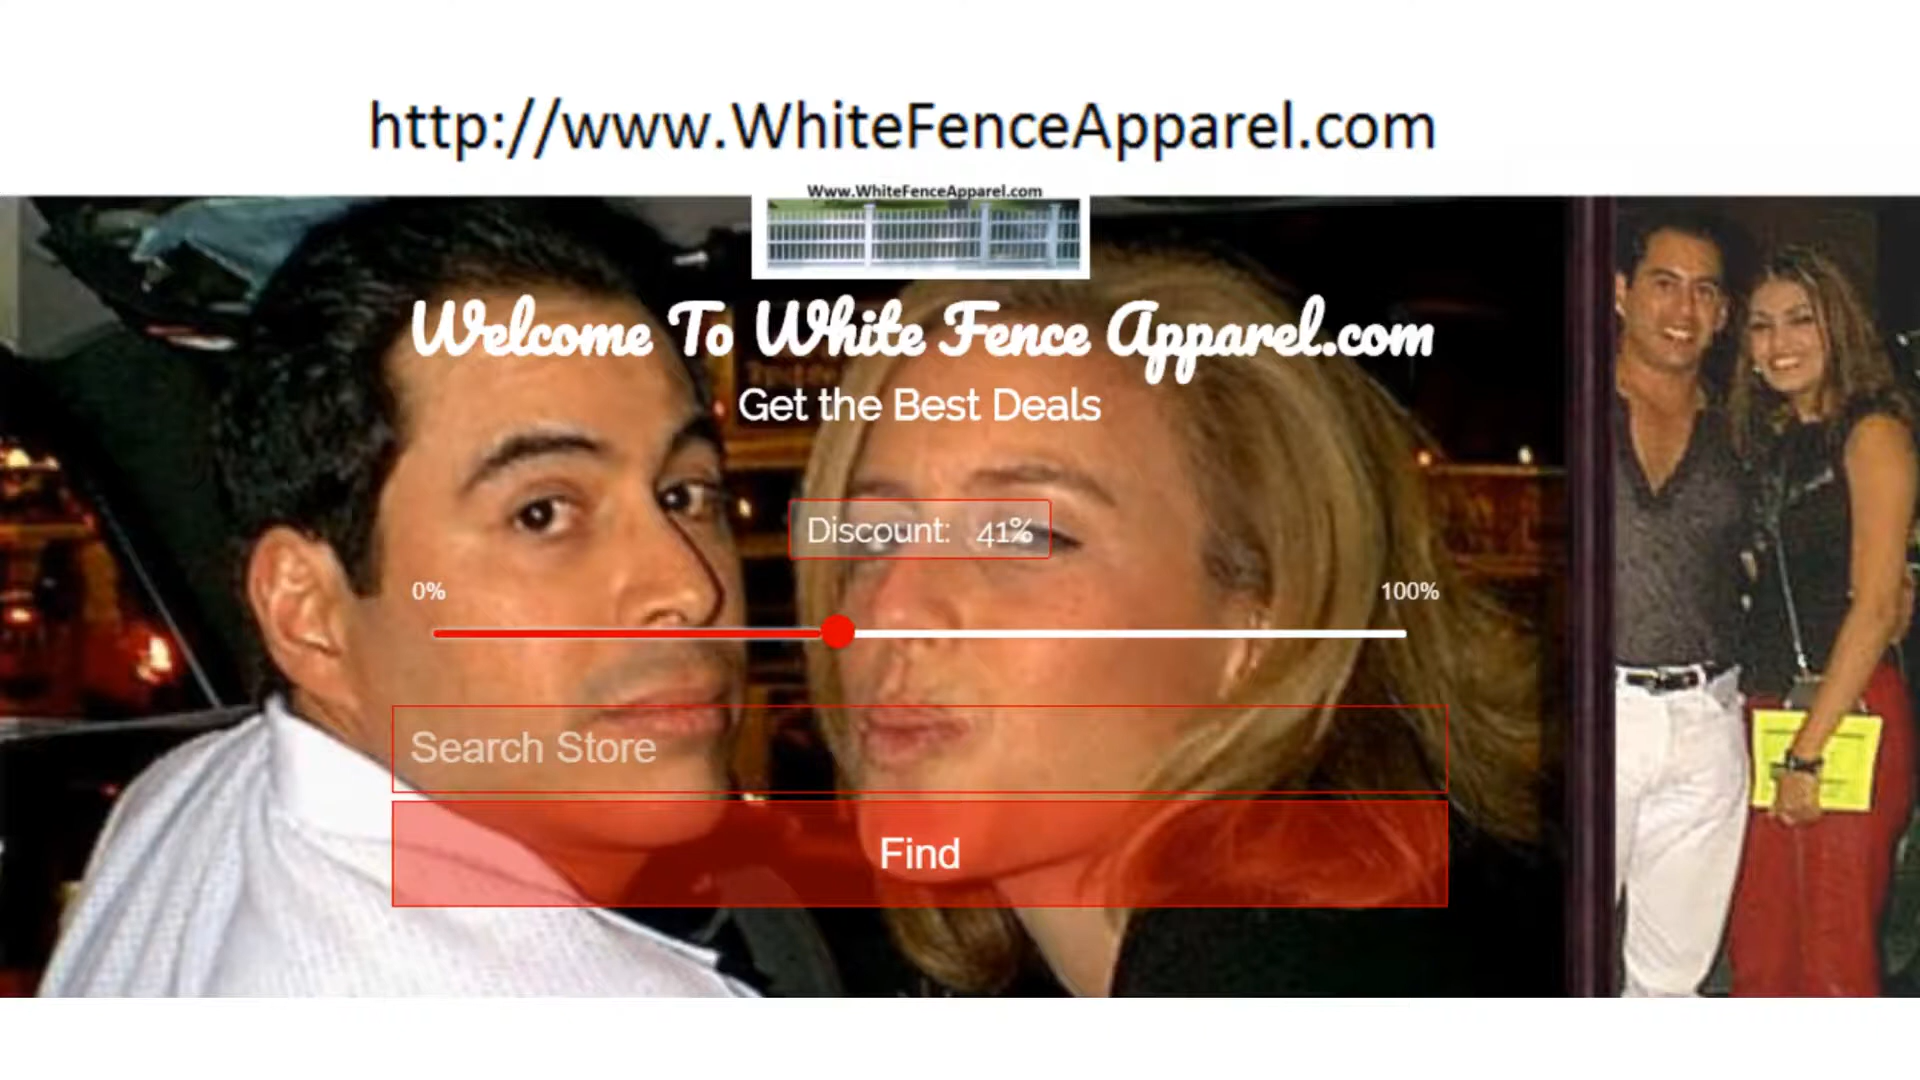 http://www.WhiteFenceApparel.com
Www.WhiteFenceApparel.com
Welcome To White Fence Apparel.com
Get the Best Deals
Discount: 41%
0%
100%
Search Store
Find